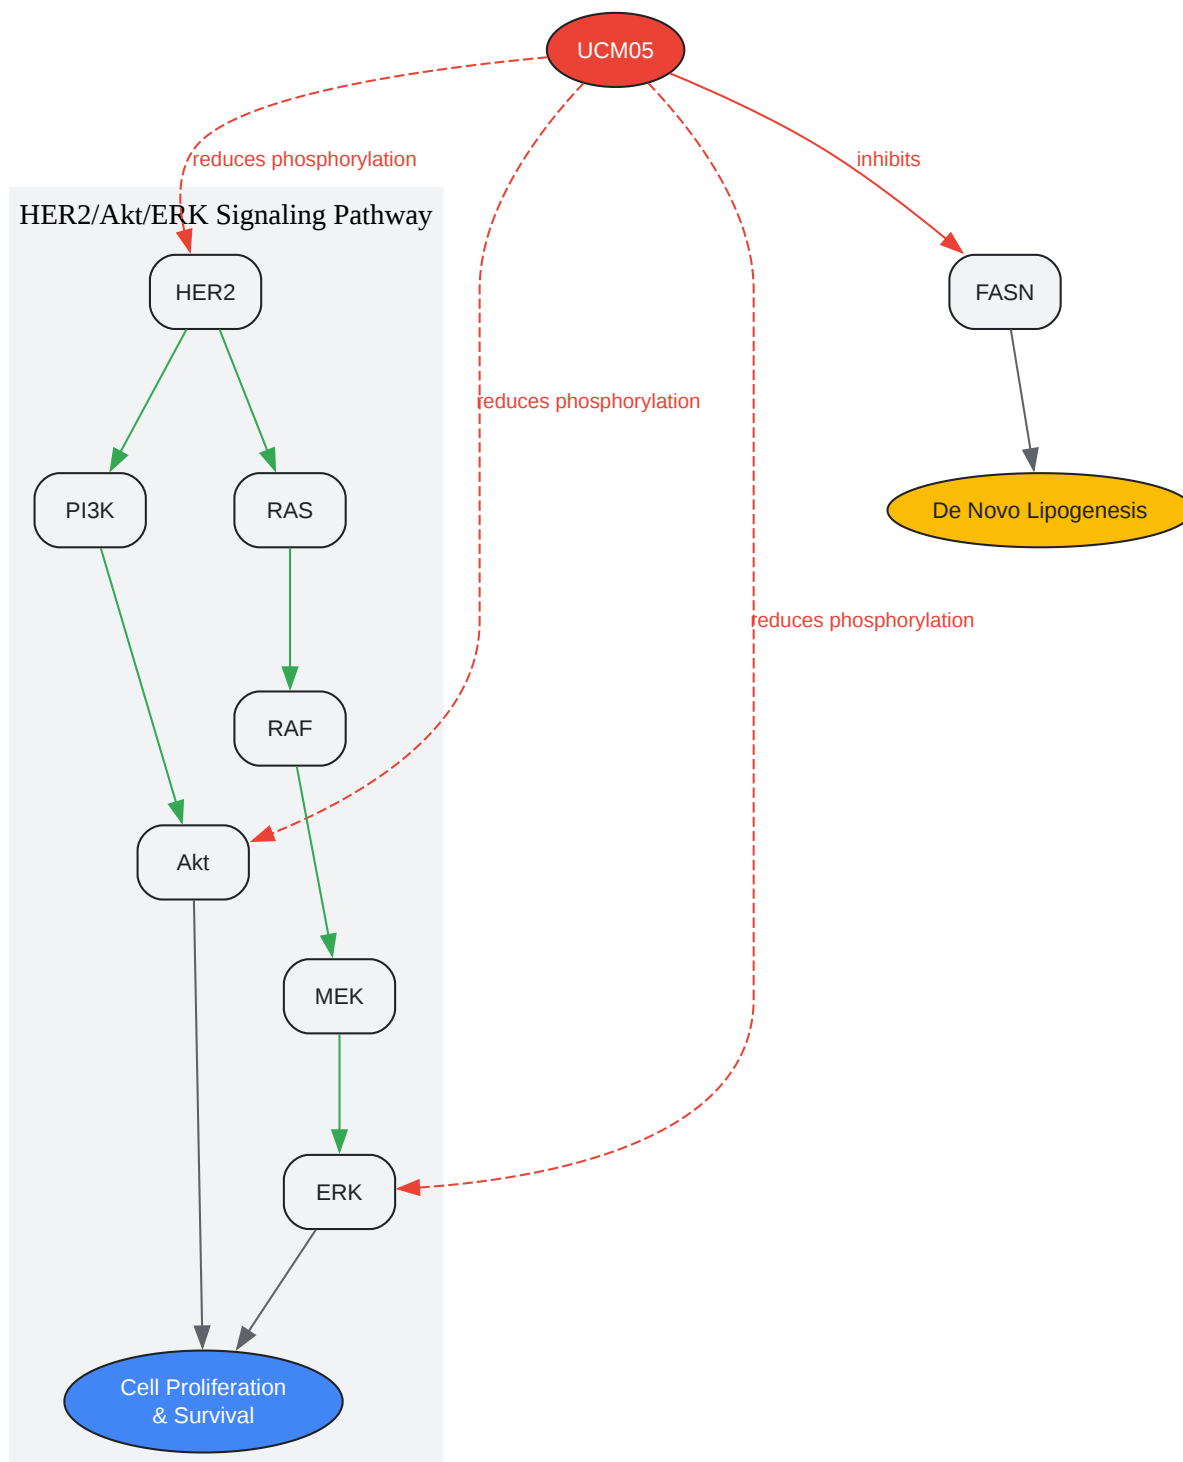 UCM05
reduces phosphorylation
inhibits
HER2/Akt/ERK Signaling Pathway
HER2
FASN
reduces phosphorylation
PI3K
RAS
De Novo Lipogenesis
reduces phosphorylation
RAF
Akt
MEK
ERK
Cell Proliferation
& Survival